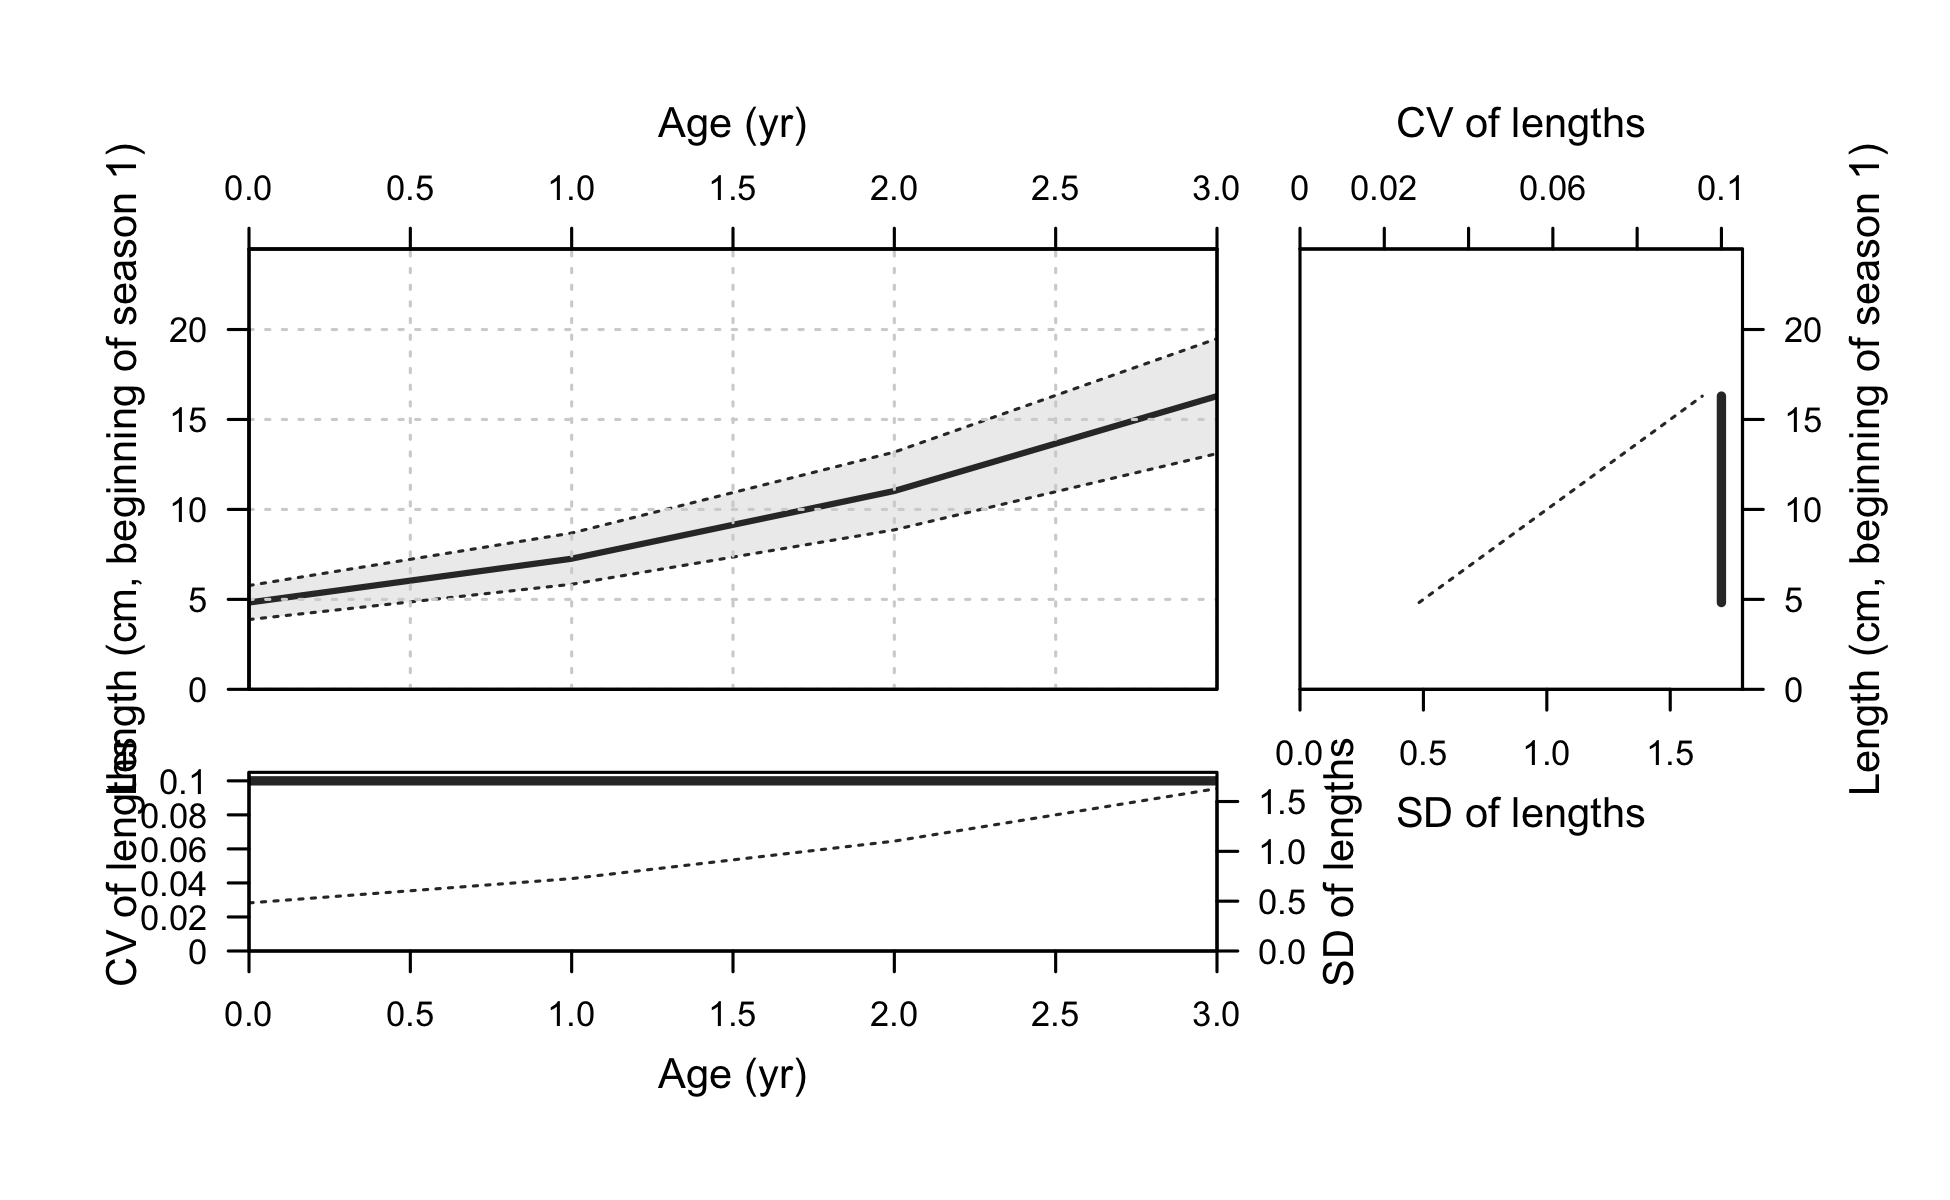 Age (yr)
CV of lengths
0.0 0.5 1.0 1.5 2.0 2.5 3.0
0 0.02 0.06 0.1
Length (cm, beginning of season 1)
20
15
10
5
0
20
15
10
5
0
Length (cm, beginning of season 1)
0.0 0.5 1.0 1.5
SD of lengths
CV of lengths
0.1
0.08
0.06
0.04
0.02
0
1.5
1.0
0.5
0.0
SD of lengths
0.0 0.5 1.0 1.5 2.0 2.5 3.0
Age (yr)